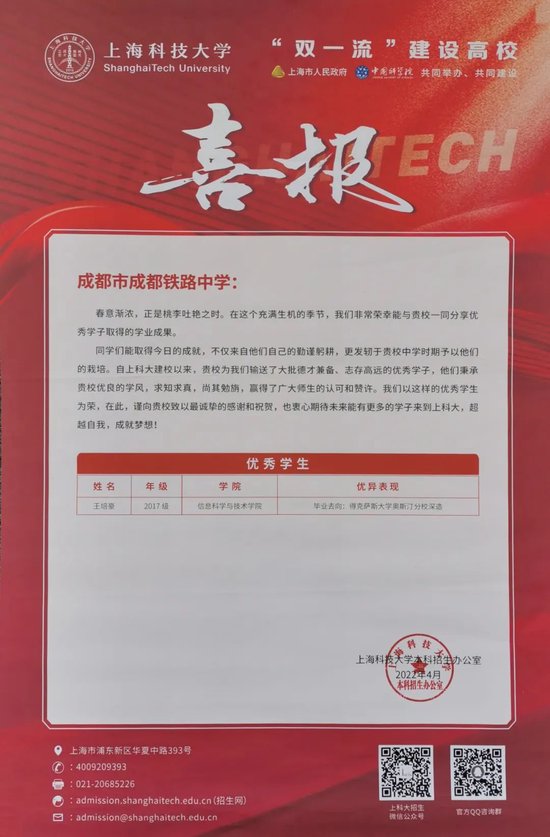 上海科技大学
ShanghaiTech University
“双一流”建设高校
上海市人民政府 中国科学院 共同举办、共同建设
喜报
成都市成都铁路中学：
春意渐浓，正是桃李吐艳之时。在这个充满生机的季节，我们非常荣幸能与贵校一同分享优
秀学子取得的学业成果。
同学们能取得今日的成就，不仅来自他们自己的勤谨躬耕，更发轫于贵校中学时期予以他们
的栽培。自上科大建校以来，贵校为我们输送了大批德才兼备、志存高远的优秀学子，他们秉承
贵校优良的学风，求知求真，尚其勉旃，赢得了广大师生的认可和赞许。我们以这样的优秀学生
为荣，在此，谨向贵校致以最诚挚的感谢和祝贺，也衷心期待未来能有更多的学子来到上科大，超
越自我，成就梦想！
优秀学生
姓名 年级 学院 优异表现
王培豪 2017级 信息科学与技术学院 毕业去向：得克萨斯大学奥斯汀分校深造
上海科技大学
上海科技大学本科招生办公室
2022年4月
本科招生办公室
上海市浦东新区华夏中路393号
：4009209393
：021-20685226
：admission.shanghaitech.edu.cn（招生网）
：admission@shanghaitech.edu.cn
上科大招生
微信公众号
官方QQ咨询群